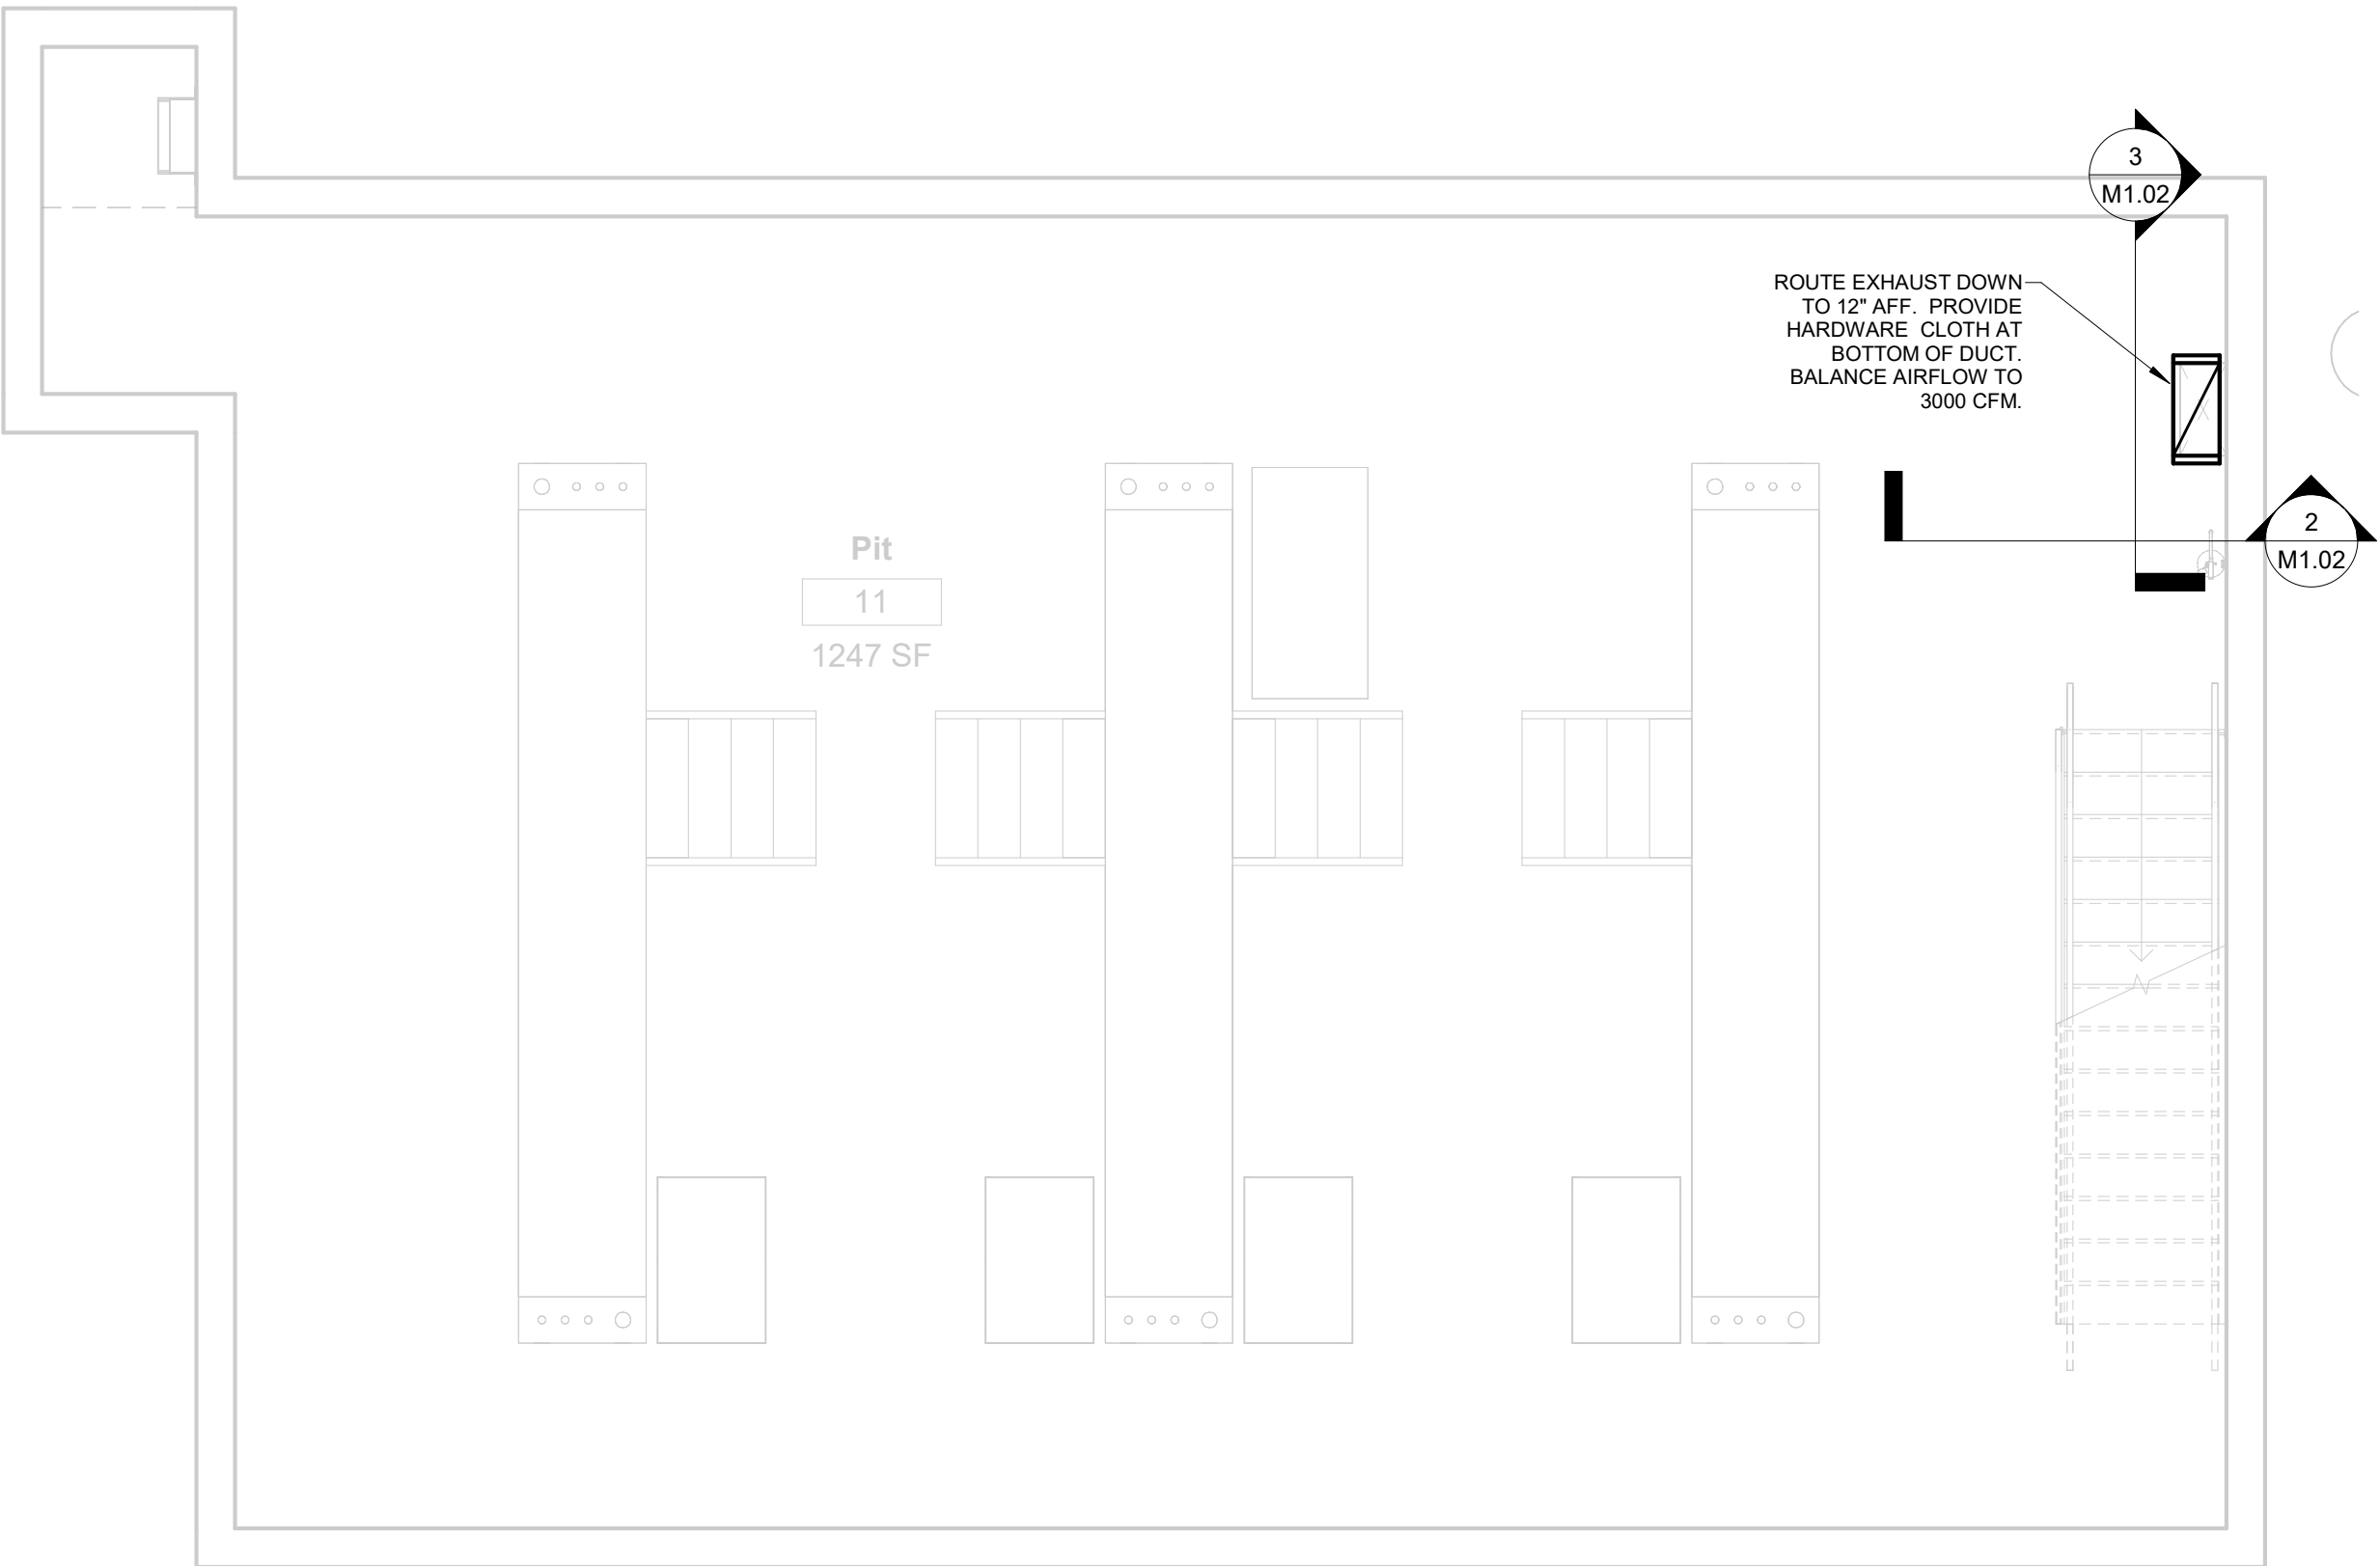 3
M1.02
ROUTE EXHAUST DOWN
TO 12" AFF.  PROVIDE
HARDWARE  CLOTH AT
BOTTOM OF DUCT.
BALANCE AIRFLOW TO
3000 CFM.
2
M1.02
Pit
11
1247 SF